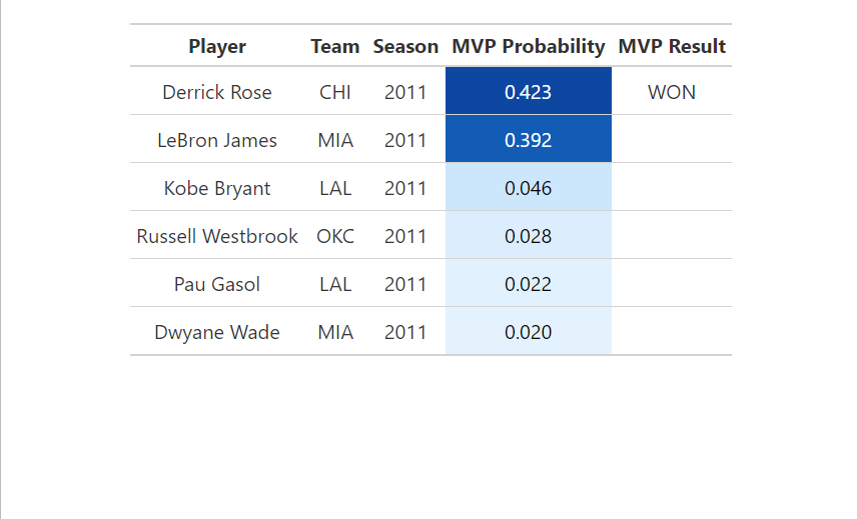 Player Team Season MVP Probability MVP Result
Derrick Rose CHI 2011 0.423 WON
LeBron James MIA 2011 0.392
Kobe Bryant LAL 2011 0.046
Russell Westbrook OKC 2011 0.028
Pau Gasol LAL 2011 0.022
Dwyane Wade MIA 2011 0.020